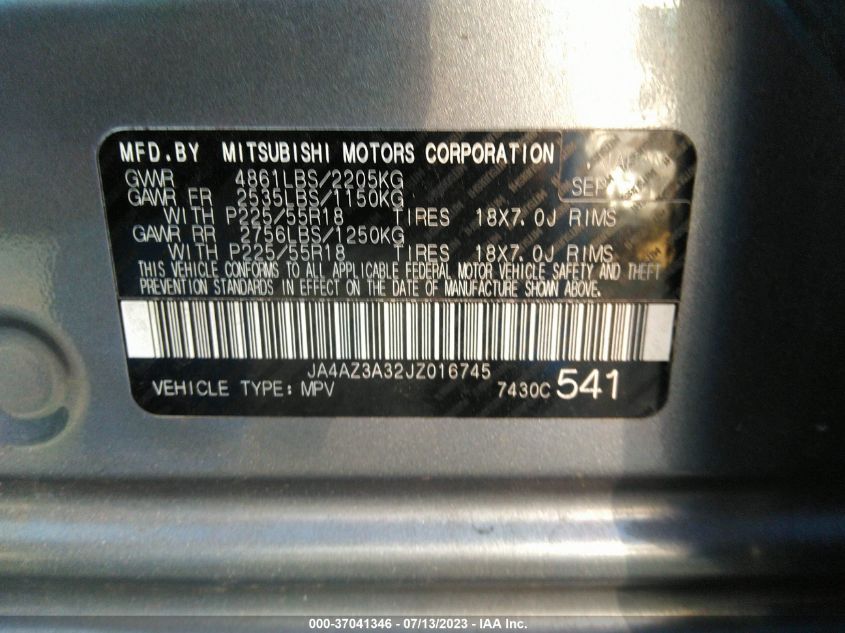 MFD.BY MITSUBISHI MOTORS CORPORATION
GVWR 4861LBS/2205KG SEP
GAWR FR 2535LBS/1150KG
WITH P225/55R18 TIRES 18X7.0J RIMS
GAWR RR 2756LBS/1250KG
WITH P225/55R18 TIRES 18X7.0J RIMS
THIS VEHICLE CONFORMS TO ALL APPLICABLE FEDERAL MOTOR VEHICLE SAFETY AND THEFT
PREVENTION STANDARDS IN EFFECT ON THE DATE OF MANUFACTURE SHOWN ABOVE.
JA4AZ3A32JZ016745
VEHICLE TYPE: MPV 7430C 541
000-37041346 - 07/13/2023 - IAA Inc.